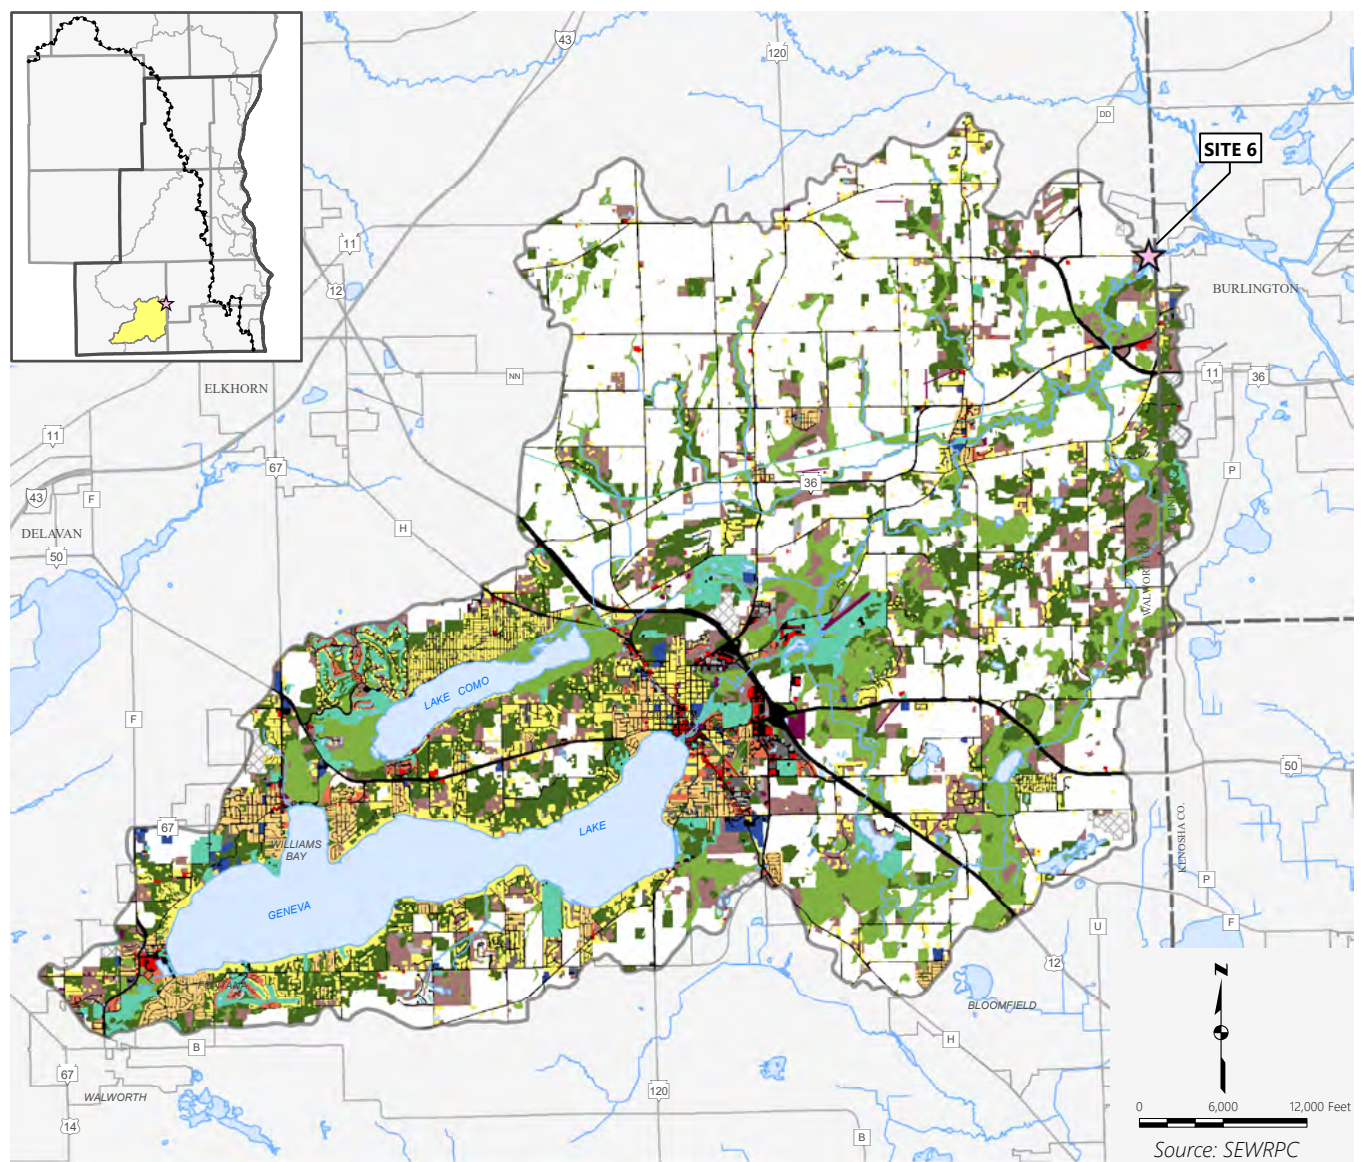 43
120
DD
SITE 6
11
12
BURLINGTON
NN
ELKHORN
11
36
11
67
36
P
43
F
H
DELAVAN
50
WALWORTH
LAKE COMO
F
50
67
WILLIAMS
BAY
LAKE
KENOSHA CO.
GENEVA
P
U
F
12
BLOOMFIELD
B
H
67
120
WALWORTH
14
B
N
0 6,000 12,000 Feet
Source: SEWRPC